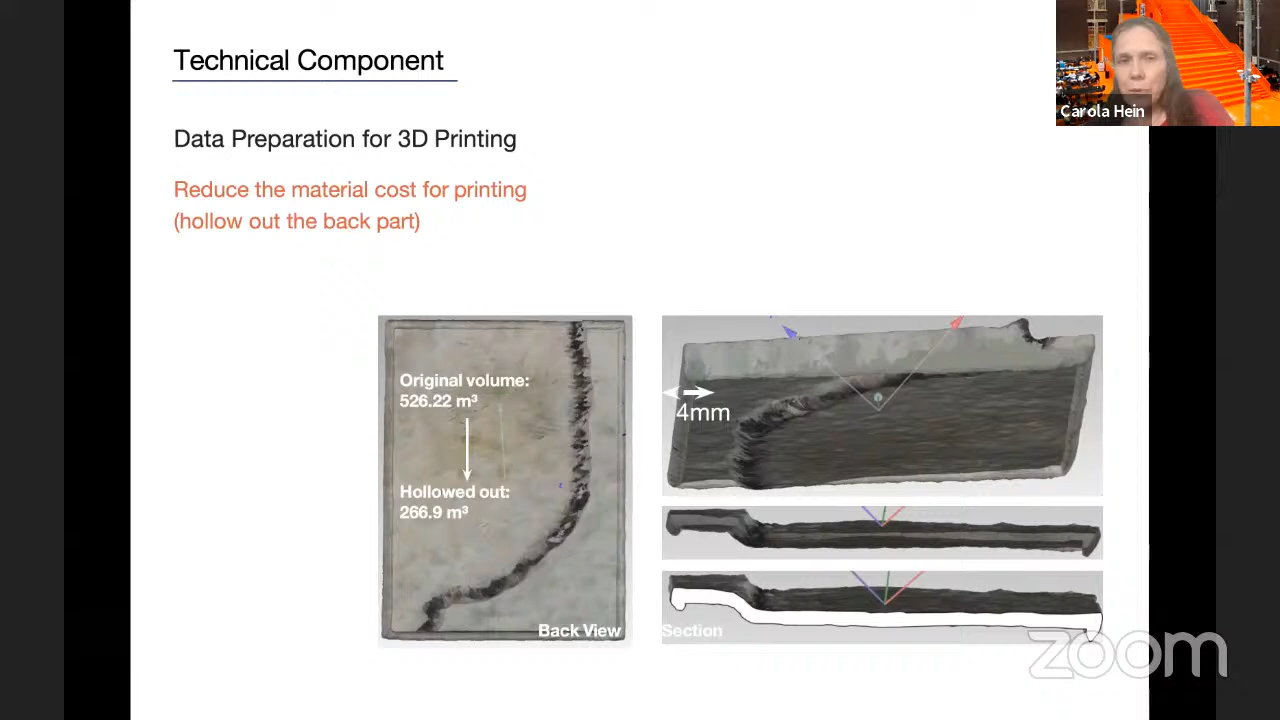 Technical Component
Carola Hein
Data Preparation for 3D Printing
Reduce the material cost for printing
(hollow out the back part)
Original volume:
526.22 m³
Hollowed out:
266.9 m³
Back View
4mm
Section
zoom